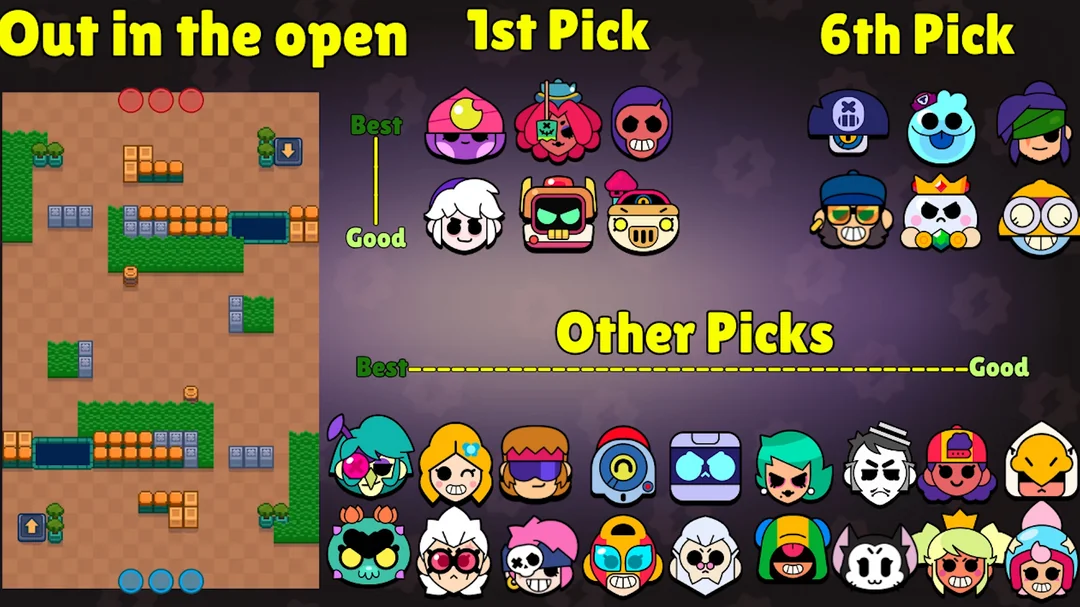 Out in the open
1st Pick
6th Pick
Best
Good
Other Picks
Best
Good